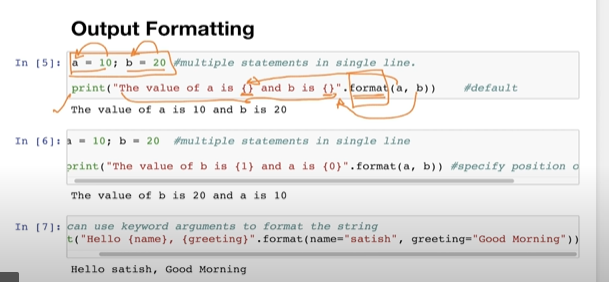 Output Formatting
In [5]: a = 10; b = 20 #multiple statements in single line.
print("The value of a is {} and b is {}".format(a, b)) #default
The value of a is 10 and b is 20
In [6]: a = 10; b = 20 #multiple statements in single line
print("The value of b is {1} and a is {0}".format(a, b)) #specify position o
The value of b is 20 and a is 10
In [7]: can use keyword arguments to format the string
t("Hello {name}, {greeting}".format(name="satish", greeting="Good Morning"))
Hello satish, Good Morning